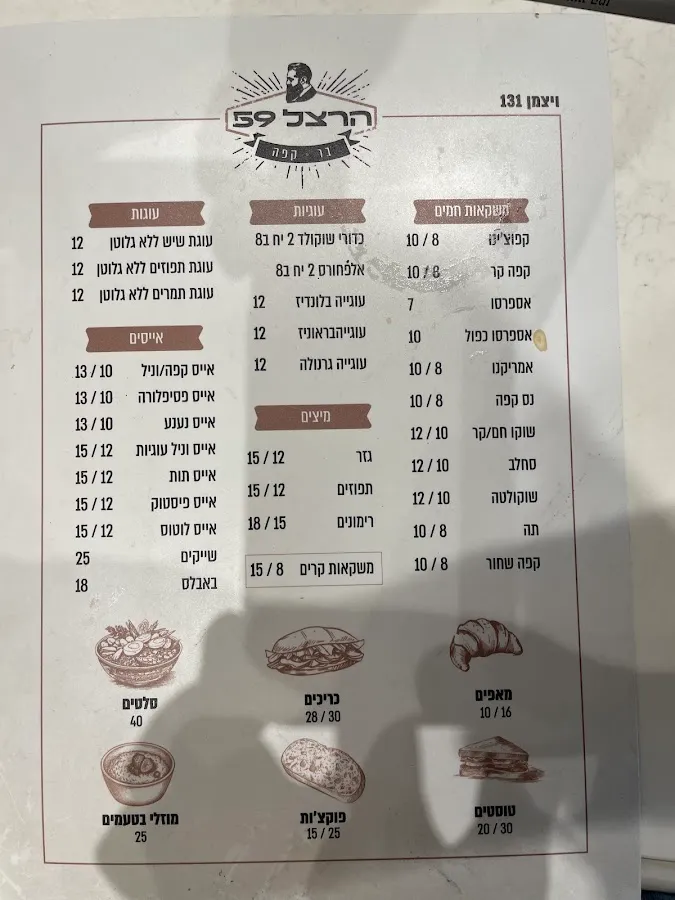 ויצמן 131
הרצל 59
בר - קפה
משקאות חמים
קפוצ'ינו 10 / 8
קפה קר 10 / 8
אספרסו 7
אספרסו כפול 10
אמריקנו 10 / 8
נס קפה 10 / 8
שוקו חם/קר 12 / 10
סחלב 12 / 10
שוקולטה 12 / 10
תה 10 / 8
קפה שחור 10 / 8
עוגיות
כדורי שוקולד 2 יח ב8
אלפחורס 2 יח ב8
עוגייה בלונדיז 12
עוגייהבראוניז 12
עוגייה גרנולה 12
מיצים
גזר 15 / 12
תפוזים 15 / 12
רימונים 18 / 15
משקאות קרים 15 / 8
עוגות
עוגת שיש ללא גלוטן 12
עוגת תפוזים ללא גלוטן 12
עוגת תמרים ללא גלוטן 12
אייסים
אייס קפה/וניל 13 / 10
אייס פסיפלורה 13 / 10
אייס נענע 13 / 10
אייס וניל עוגיות 15 / 12
אייס תות 15 / 12
אייס פיסטוק 15 / 12
אייס לוטוס 15 / 12
שייקים 25
באבלס 18
מאפים
10 / 16
כריכים
28 / 30
סלטים
40
טוסטים
20 / 30
פוקצ'ות
15 / 25
מוזלי בטעמים
25